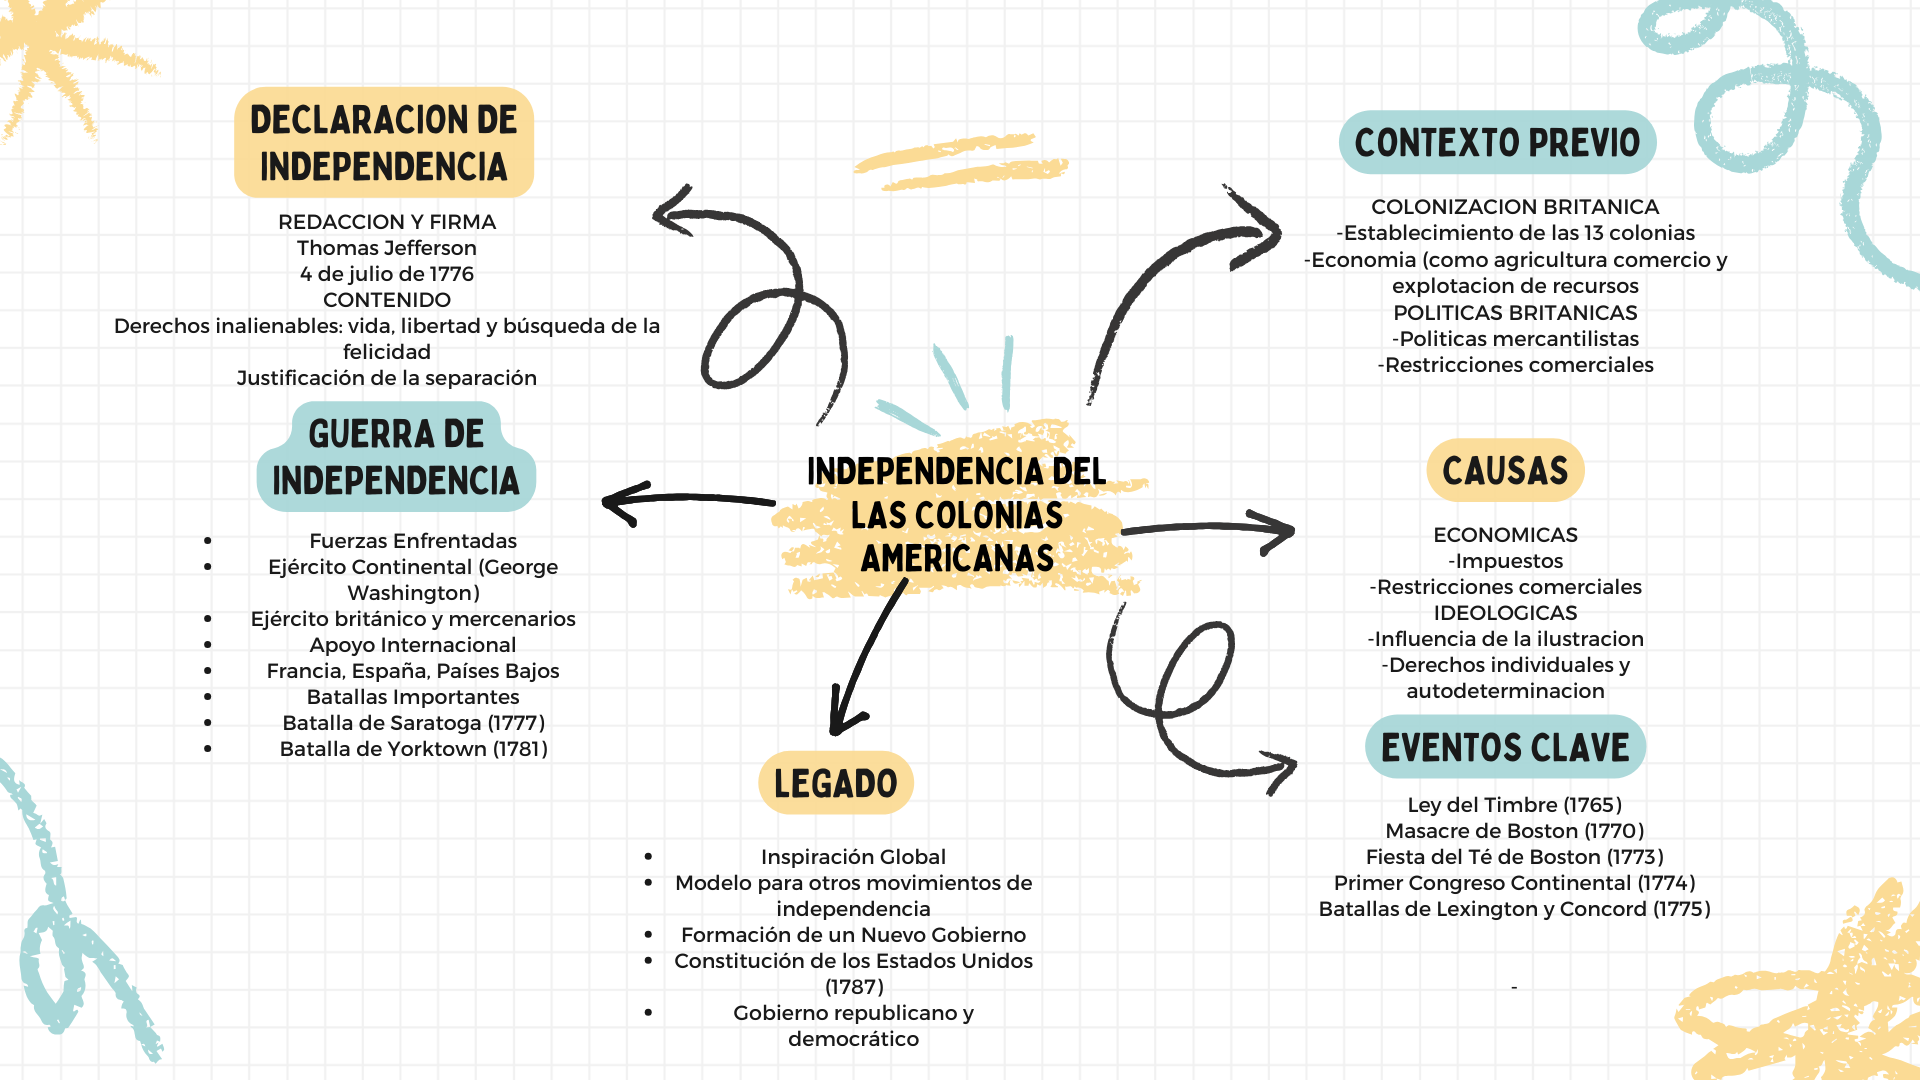 DECLARACION DE
INDEPENDENCIA
REDACCION Y FIRMA
Thomas Jefferson
4 de julio de 1776
CONTENIDO
Derechos inalienables: vida, libertad y búsqueda de la
felicidad
Justificación de la separación
GUERRA DE
INDEPENDENCIA
• Fuerzas Enfrentadas
• Ejército Continental (George
Washington)
• Ejército británico y mercenarios
• Apoyo Internacional
• Francia, España, Países Bajos
• Batallas Importantes
• Batalla de Saratoga (1777)
• Batalla de Yorktown (1781)
INDEPENDENCIA DEL
LAS COLONIAS
AMERICANAS
LEGADO
• Inspiración Global
• Modelo para otros movimientos de
independencia
• Formación de un Nuevo Gobierno
• Constitución de los Estados Unidos
(1787)
• Gobierno republicano y
democrático
CONTEXTO PREVIO
COLONIZACION BRITANICA
-Establecimiento de las 13 colonias
-Economia (como agricultura comercio y
explotacion de recursos
POLITICAS BRITANICAS
-Politicas mercantilistas
-Restricciones comerciales
CAUSAS
ECONOMICAS
-Impuestos
-Restricciones comerciales
IDEOLOGICAS
-Influencia de la ilustracion
-Derechos individuales y
autodeterminacion
EVENTOS CLAVE
Ley del Timbre (1765)
Masacre de Boston (1770)
Fiesta del Té de Boston (1773)
Primer Congreso Continental (1774)
Batallas de Lexington y Concord (1775)
-